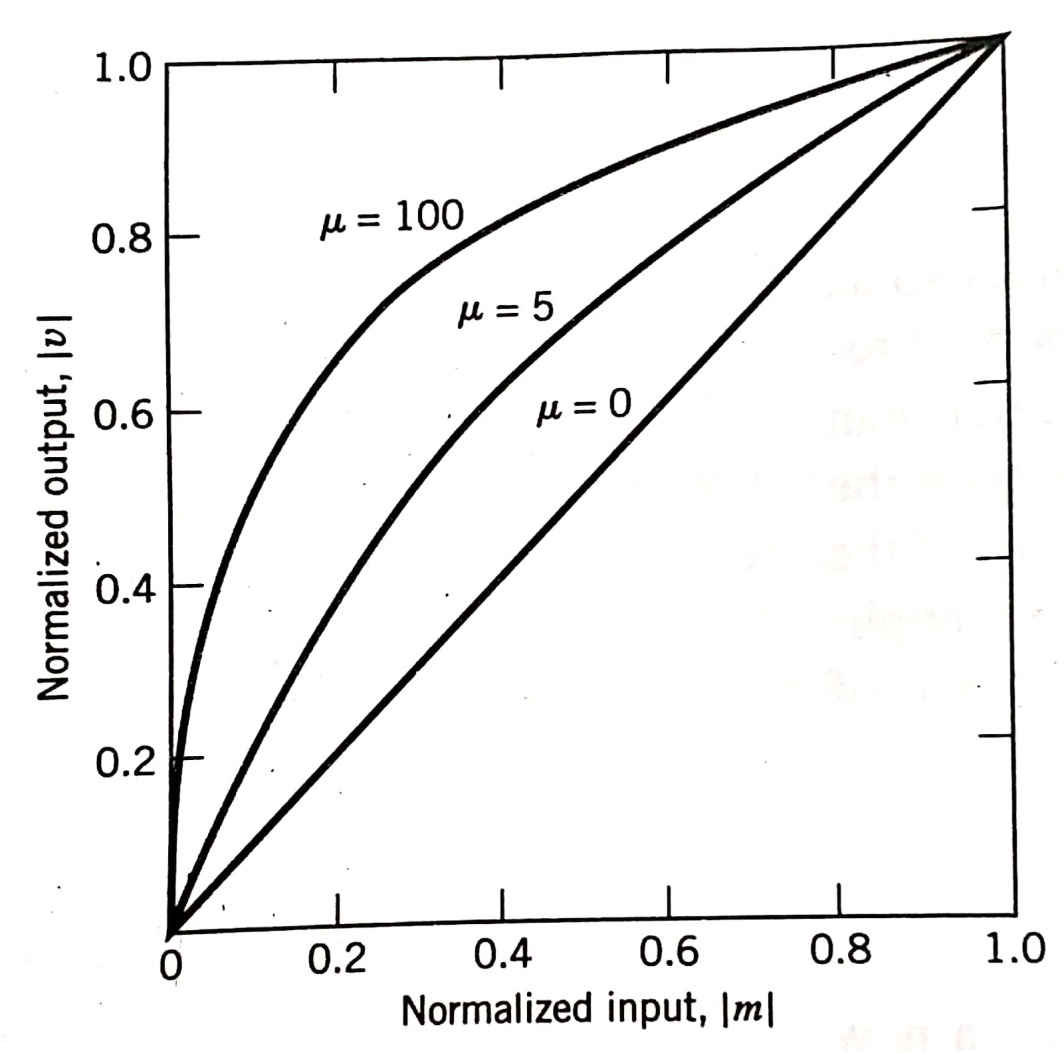 1.0
0.8
0.6
0.4
0.2
Normalized output, |v|
μ = 100
μ = 5
μ = 0
0 0.2 0.4 0.6 0.8 1.0
Normalized input, |m|